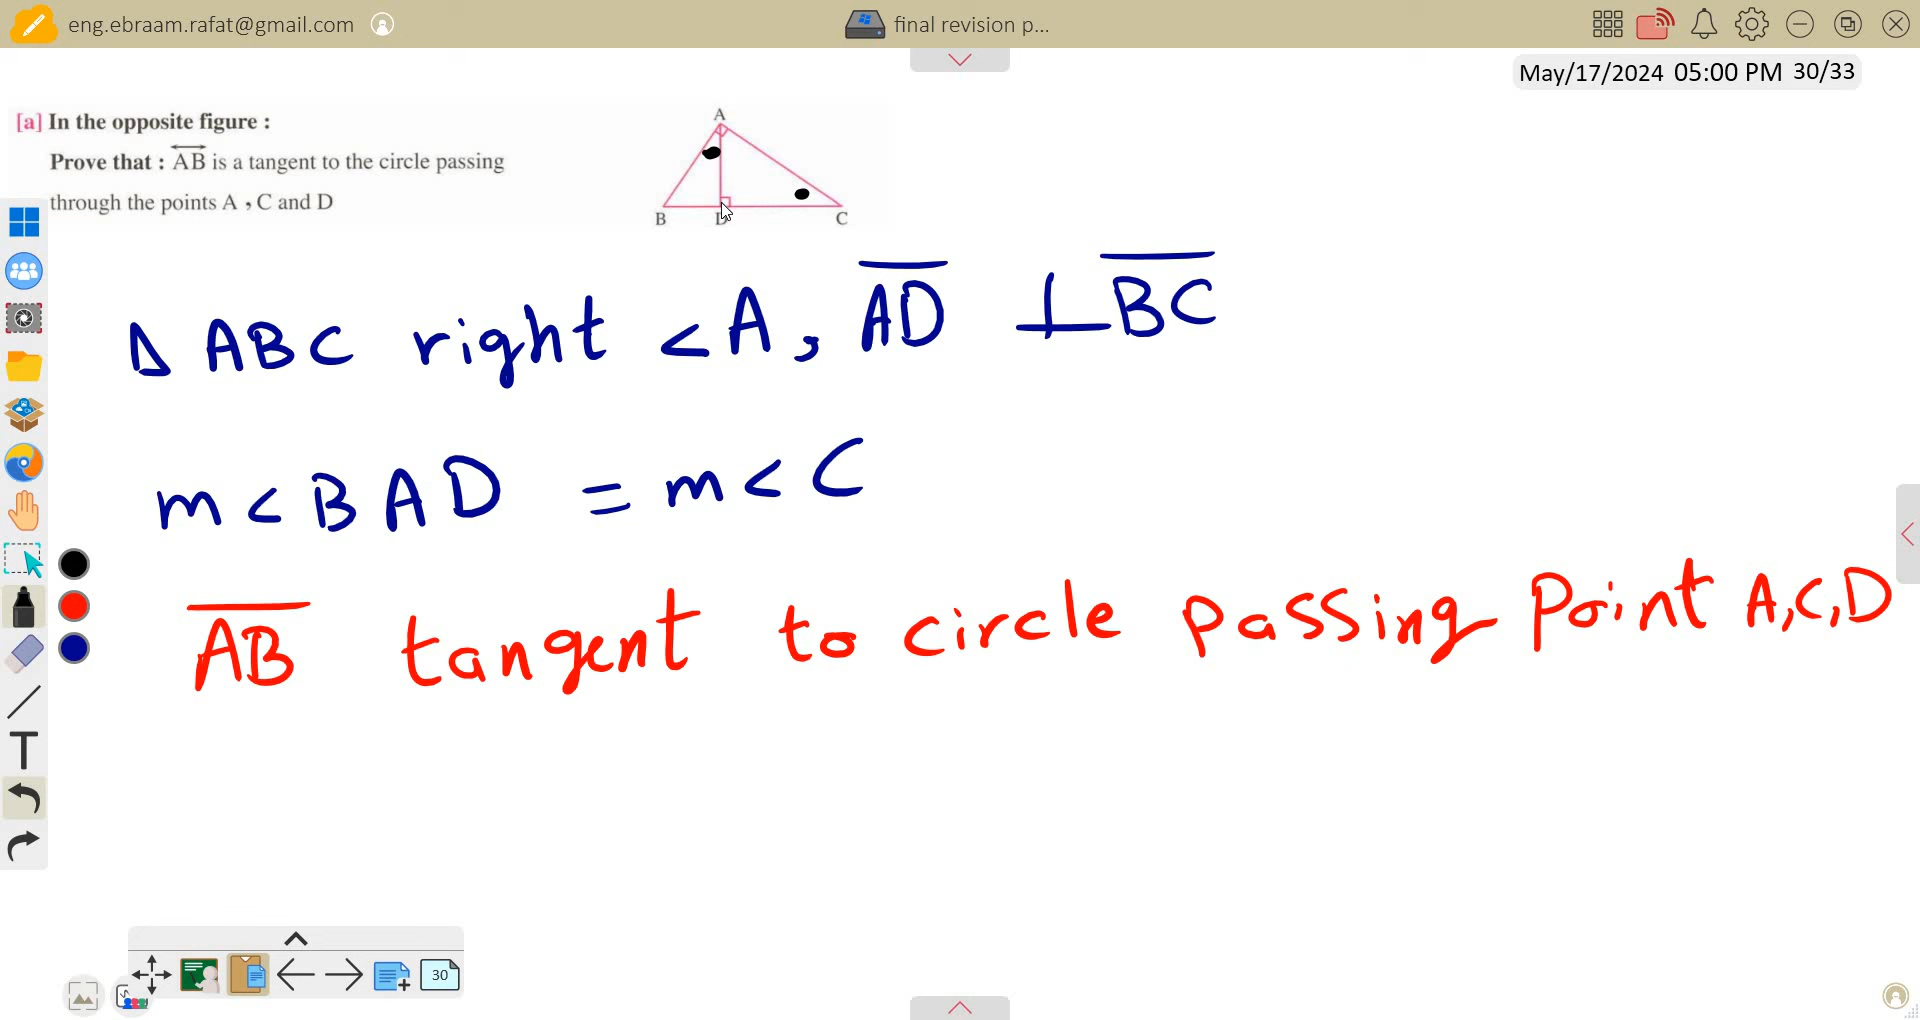 eng.ebraam.rafat@gmail.com
final revision p...
May/17/2024 05:00 PM 30/33
[a] In the opposite figure :
Prove that : AB is a tangent to the circle passing
through the points A , C and D
A
B
D
C
Δ ABC right <A, AD ⊥ BC
m<BAD = m<C
AB tangent to circle passing Point A,C,D
T
30